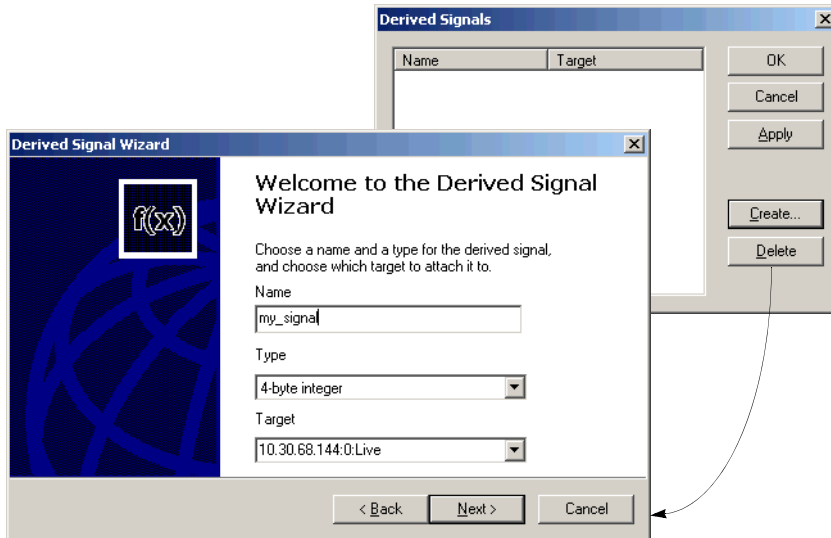 Derived Signals
Name Target
OK
Cancel
Apply
Create...
Delete
Derived Signal Wizard
f(x)
Welcome to the Derived Signal
Wizard
Choose a name and a type for the derived signal,
and choose which target to attach it to.
Name
my_signal
Type
4-byte integer
Target
10.30.68.144:0:Live
< Back Next > Cancel